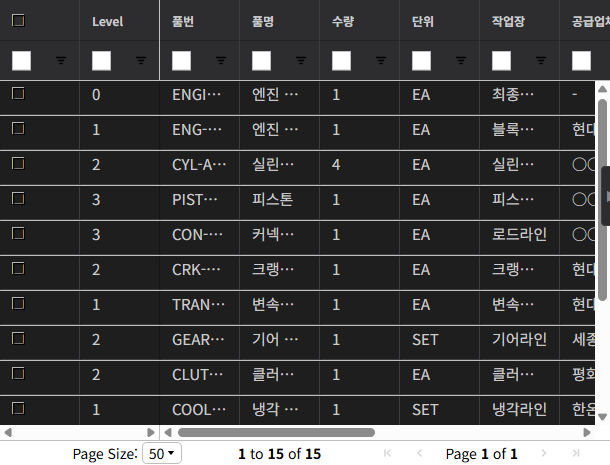 Level 품번 품명 수량 단위 작업장 공급업체
0 ENGI··· 엔진 ··· 1 EA 최종··· -
1 ENG-··· 엔진 ··· 1 EA 블록··· 현대
2 CYL-A··· 실린··· 4 EA 실린··· ○○
3 PIST··· 피스톤 1 EA 피스··· ○○
3 CON-··· 커넥··· 1 EA 로드라인 ○○
2 CRK-··· 크랭··· 1 EA 크랭··· 현대
1 TRAN··· 변속··· 1 EA 변속··· 현대
2 GEAR··· 기어 ··· 1 SET 기어라인 세종
2 CLUT··· 클러··· 1 EA 클러··· 평화
1 COOL··· 냉각 ··· 1 SET 냉각라인 한온
Page Size: 50 1 to 15 of 15 Page 1 of 1